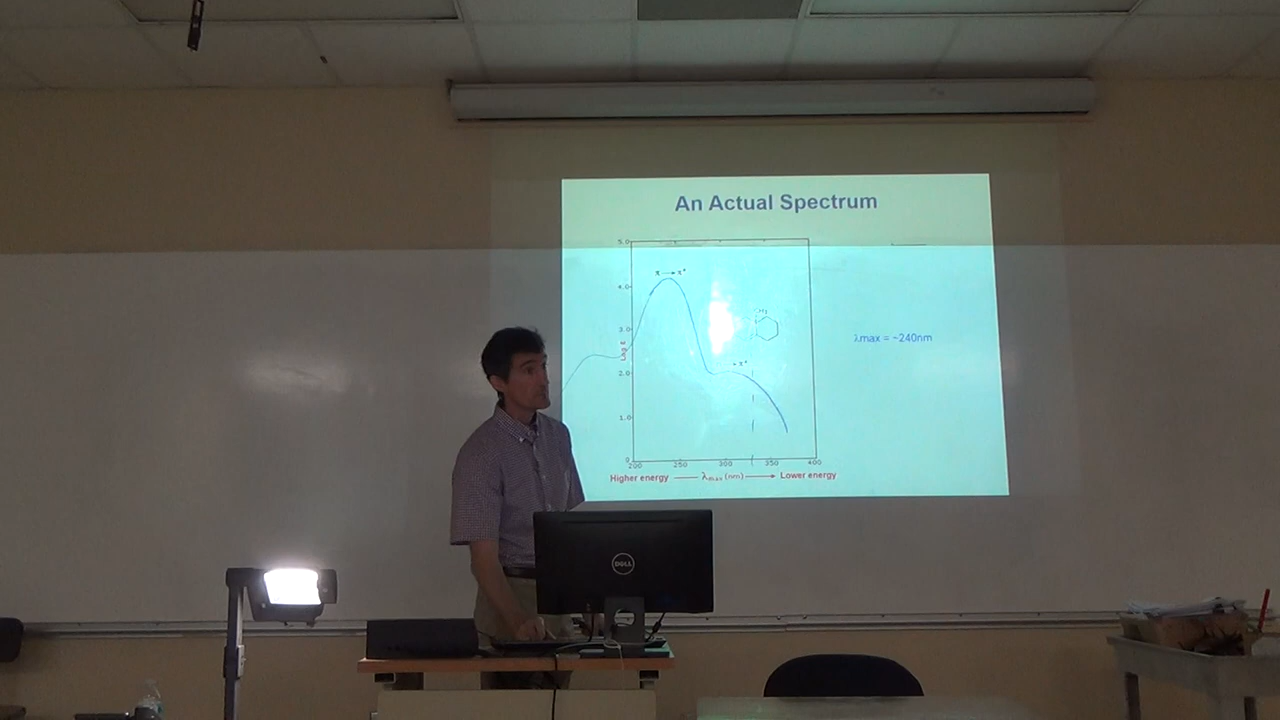 An Actual Spectrum
5.0
π → π*
4.0
3.0
CH3
Log ε
λmax = ~240nm
→ π*
2.0
1.0
0
200 250 300 350 400
Higher energy —— λmax (nm) ——→ Lower energy
DELL